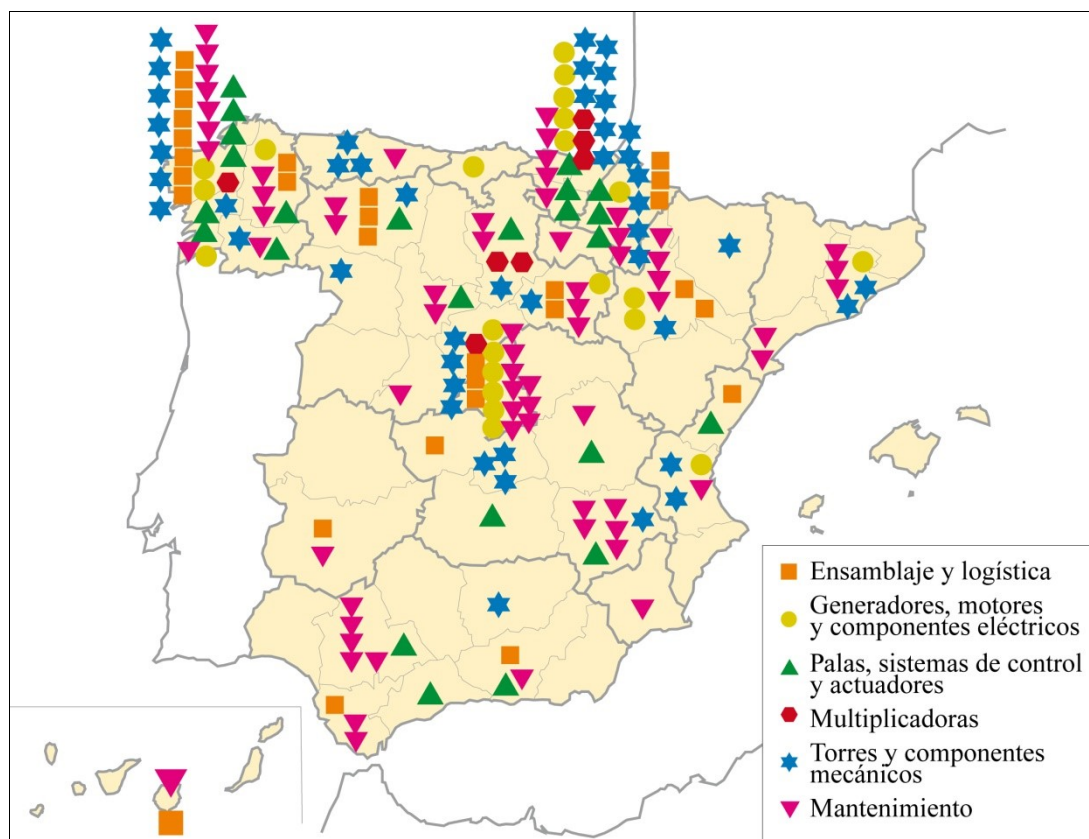 Ensamblaje y logística
Generadores, motores
y componentes eléctricos
Palas, sistemas de control
y actuadores
Multiplicadoras
Torres y componentes
mecánicos
Mantenimiento